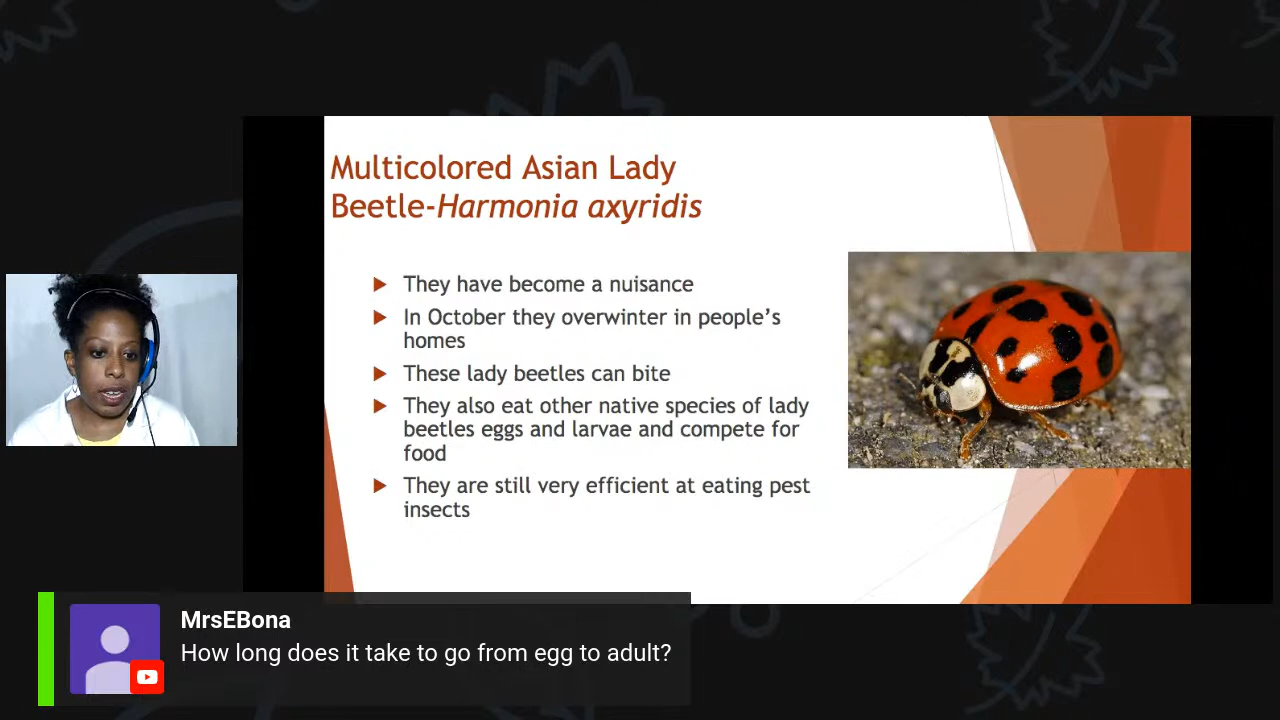 Multicolored Asian Lady
Beetle-Harmonia axyridis
They have become a nuisance
In October they overwinter in people's
homes
These lady beetles can bite
They also eat other native species of lady
beetles eggs and larvae and compete for
food
They are still very efficient at eating pest
insects
MrsEBona
How long does it take to go from egg to adult?